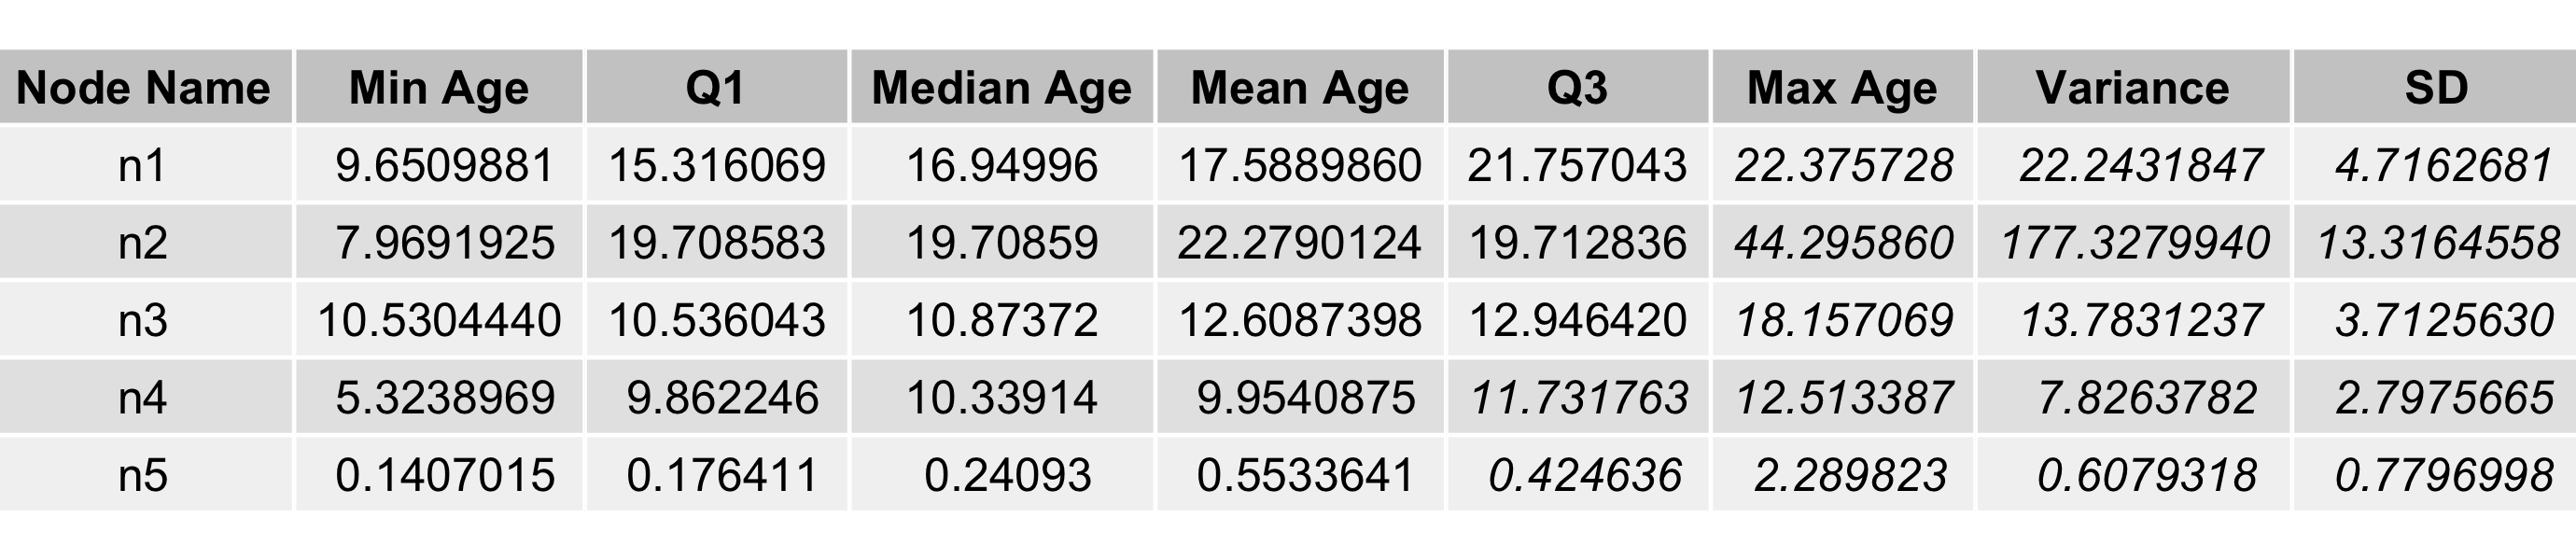 Node Name Min Age Q1 Median Age Mean Age Q3 Max Age Variance SD
n1 9.6509881 15.316069 16.94996 17.5889860 21.757043 22.375728 22.2431847 4.7162681
n2 7.9691925 19.708583 19.70859 22.2790124 19.712836 44.295860 177.3279940 13.3164558
n3 10.5304440 10.536043 10.87372 12.6087398 12.946420 18.157069 13.7831237 3.7125630
n4 5.3238969 9.862246 10.33914 9.9540875 11.731763 12.513387 7.8263782 2.7975665
n5 0.1407015 0.176411 0.24093 0.5533641 0.424636 2.289823 0.6079318 0.7796998